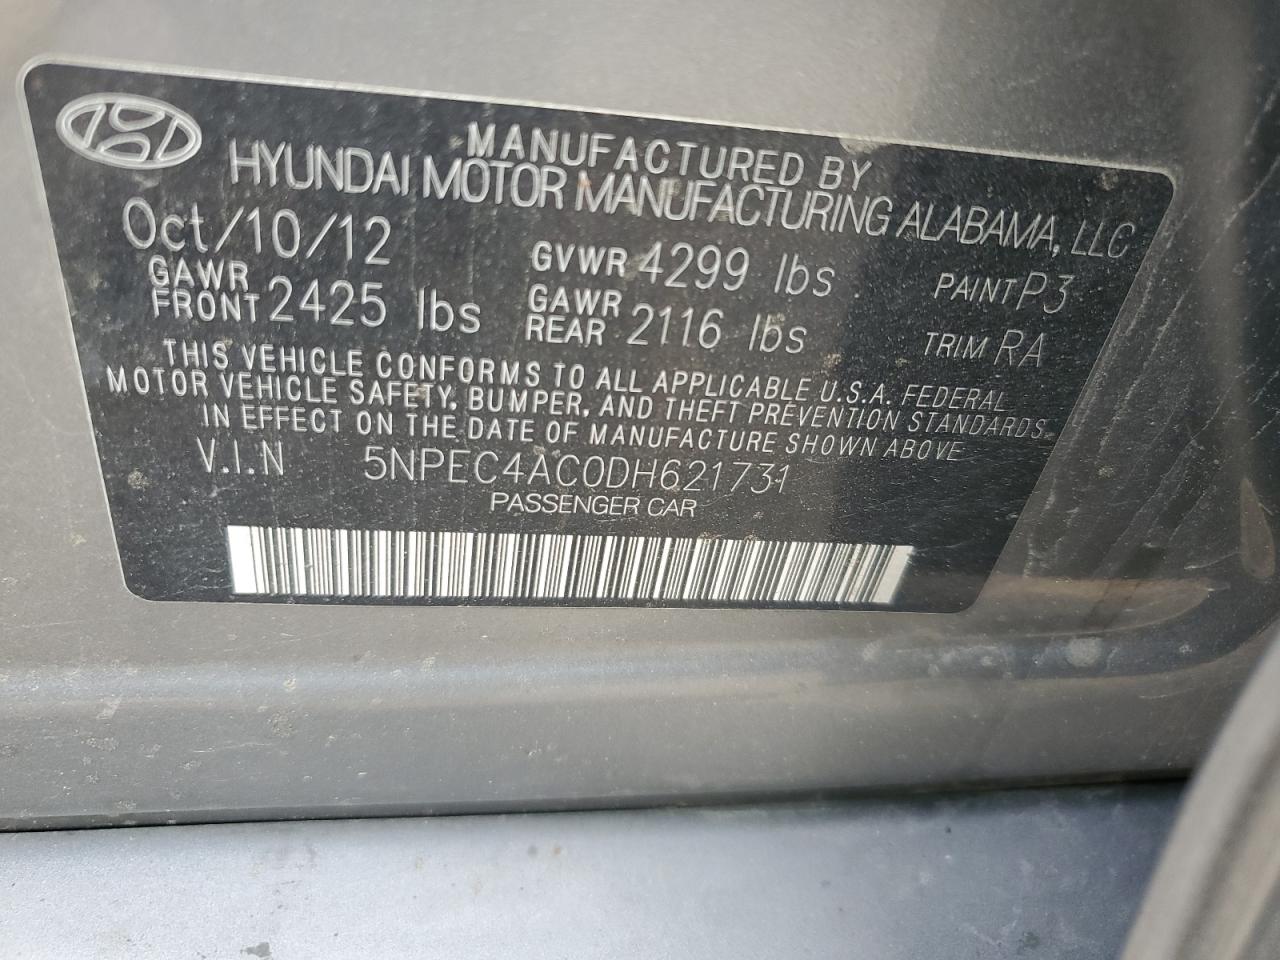 MANUFACTURED BY
HYUNDAI MOTOR MANUFACTURING ALABAMA, LLC
Oct/10/12 GVWR 4299 lbs PAINT P3
GAWR FRONT 2425 lbs GAWR REAR 2116 lbs TRIM RA
THIS VEHICLE CONFORMS TO ALL APPLICABLE U.S.A. FEDERAL
MOTOR VEHICLE SAFETY, BUMPER, AND THEFT PREVENTION STANDARDS
IN EFFECT ON THE DATE OF MANUFACTURE SHOWN ABOVE
V.I.N 5NPEC4AC0DH621731
PASSENGER CAR